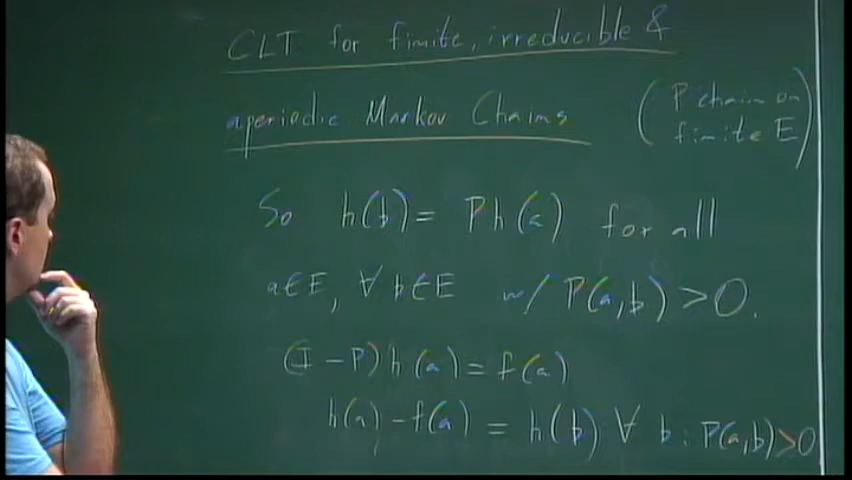 CLT for finite, irreducible &
aperiodic Markov Chains
( P chain on
finite E )
So h(b) = Ph(a) for all
a∈E, ∀ b∈E w/ P(a,b) > 0.
(I - P)h(a) = f(a)
h(a) - f(a) = h(b) ∀ b : P(a,b)>0